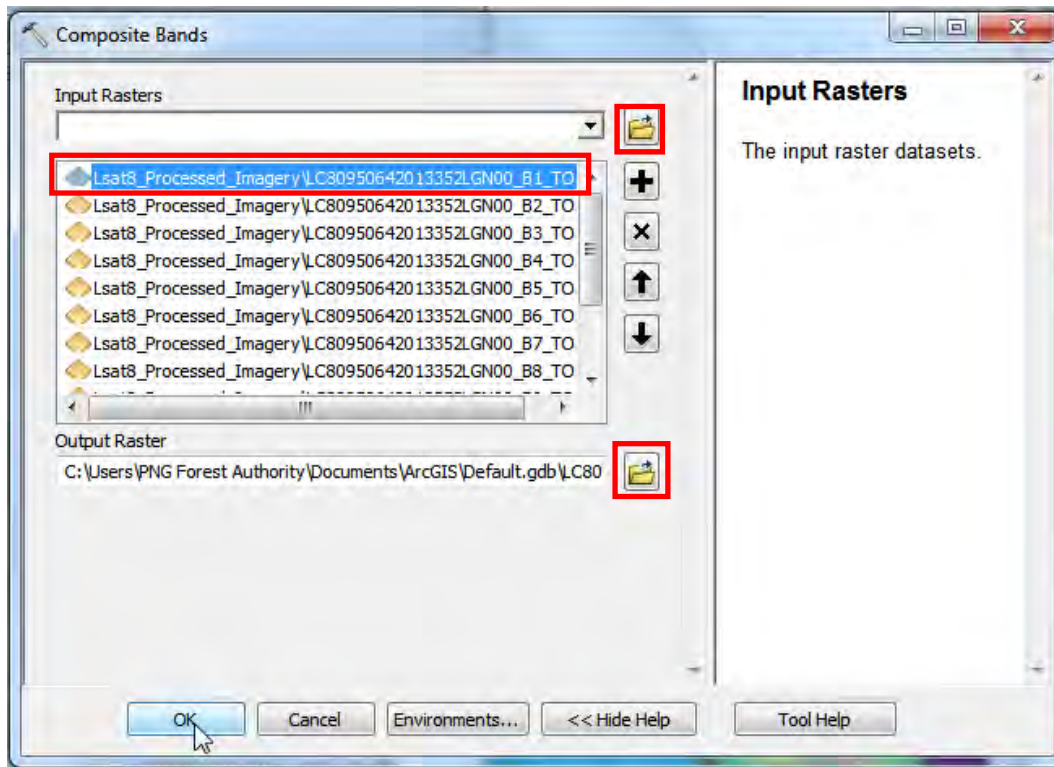 Composite Bands
Input Rasters
Lsat8_Processed_Imagery\LC80950642013352LGN00_B1_TO
Lsat8_Processed_Imagery\LC80950642013352LGN00_B2_TO
Lsat8_Processed_Imagery\LC80950642013352LGN00_B3_TO
Lsat8_Processed_Imagery\LC80950642013352LGN00_B4_TO
Lsat8_Processed_Imagery\LC80950642013352LGN00_B5_TO
Lsat8_Processed_Imagery\LC80950642013352LGN00_B6_TO
Lsat8_Processed_Imagery\LC80950642013352LGN00_B7_TO
Lsat8_Processed_Imagery\LC80950642013352LGN00_B8_TO
Output Raster
C:\Users\PNG Forest Authority\Documents\ArcGIS\Default.gdb\LC80
OK
Cancel
Environments...
<< Hide Help
Tool Help
Input Rasters
The input raster datasets.